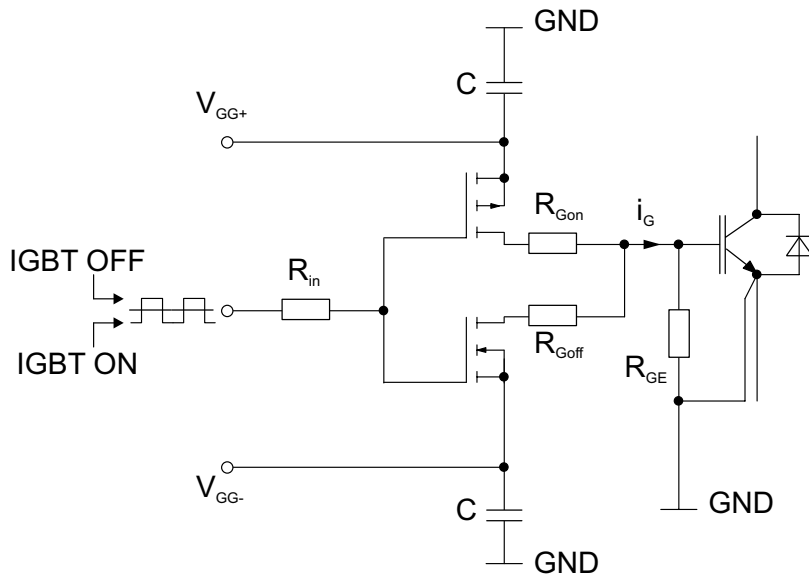 GND
C
V_GG+
R_Gon
i_G
IGBT OFF
R_in
R_Goff
IGBT ON
R_GE
V_GG-
C
GND
GND